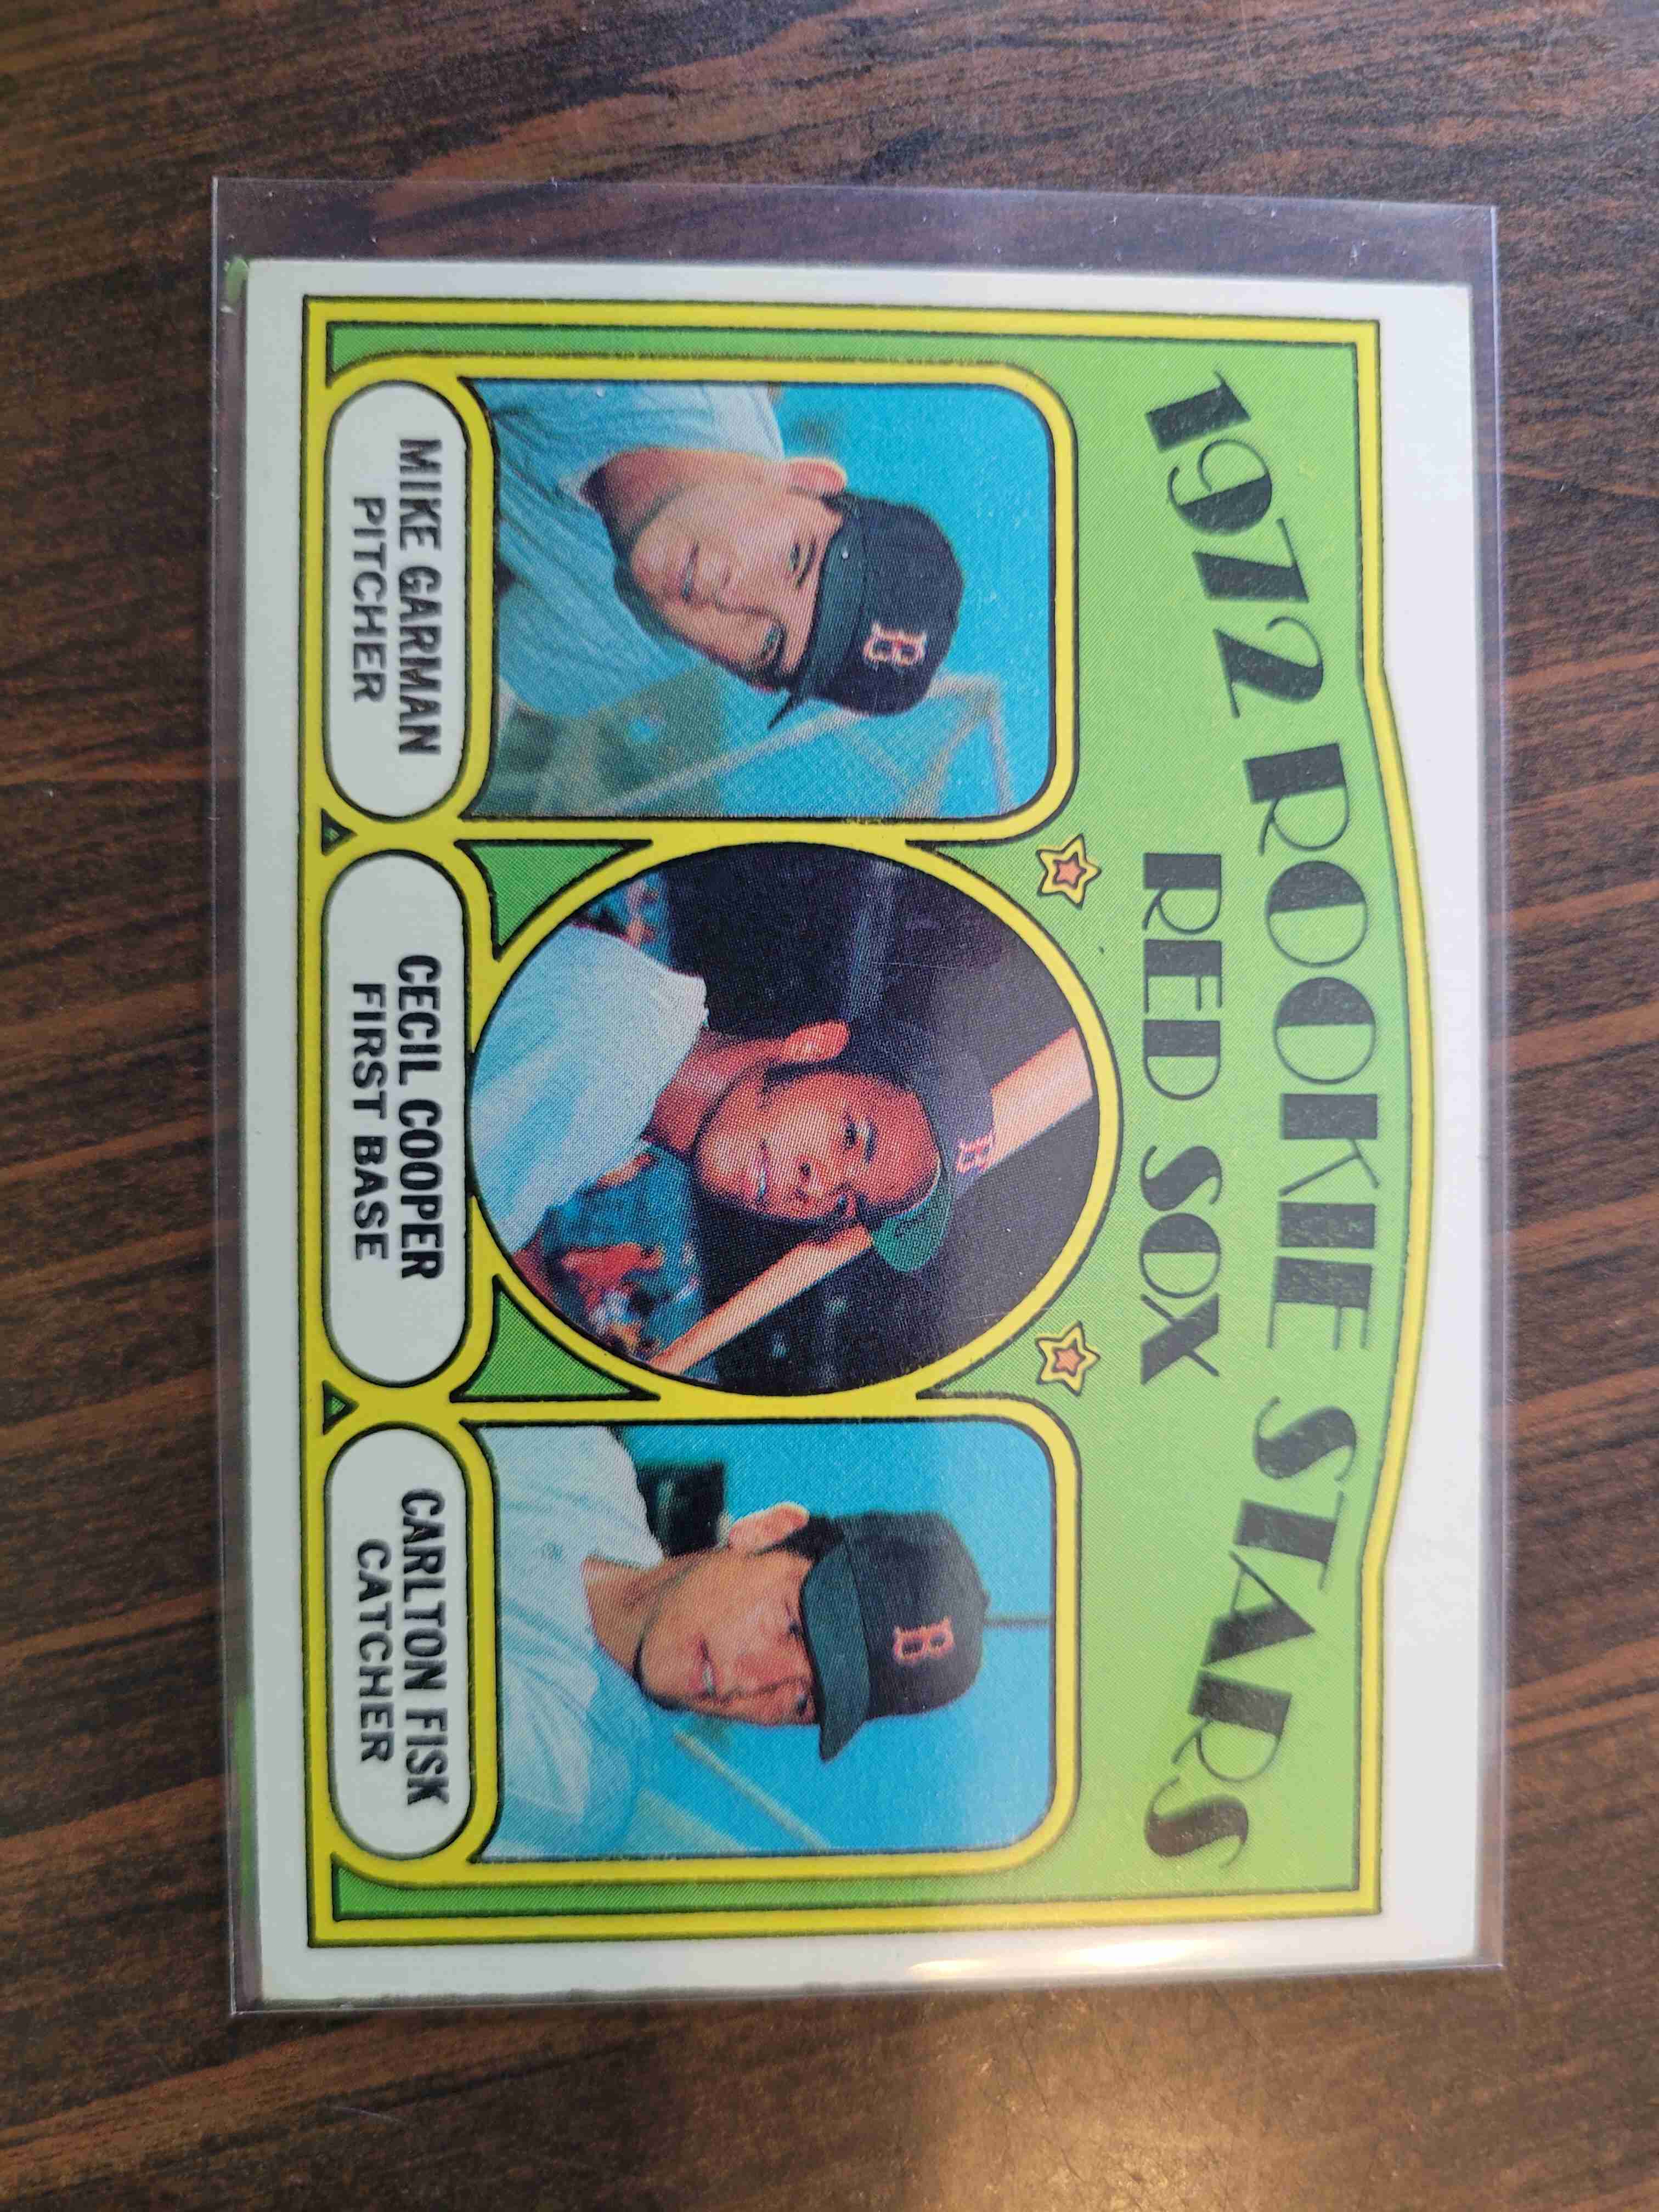 1972 ROOKIE STARS
RED SOX
B
B
B
MIKE GARMAN
PITCHER
CECIL COOPER
FIRST BASE
CARLTON FISK
CATCHER